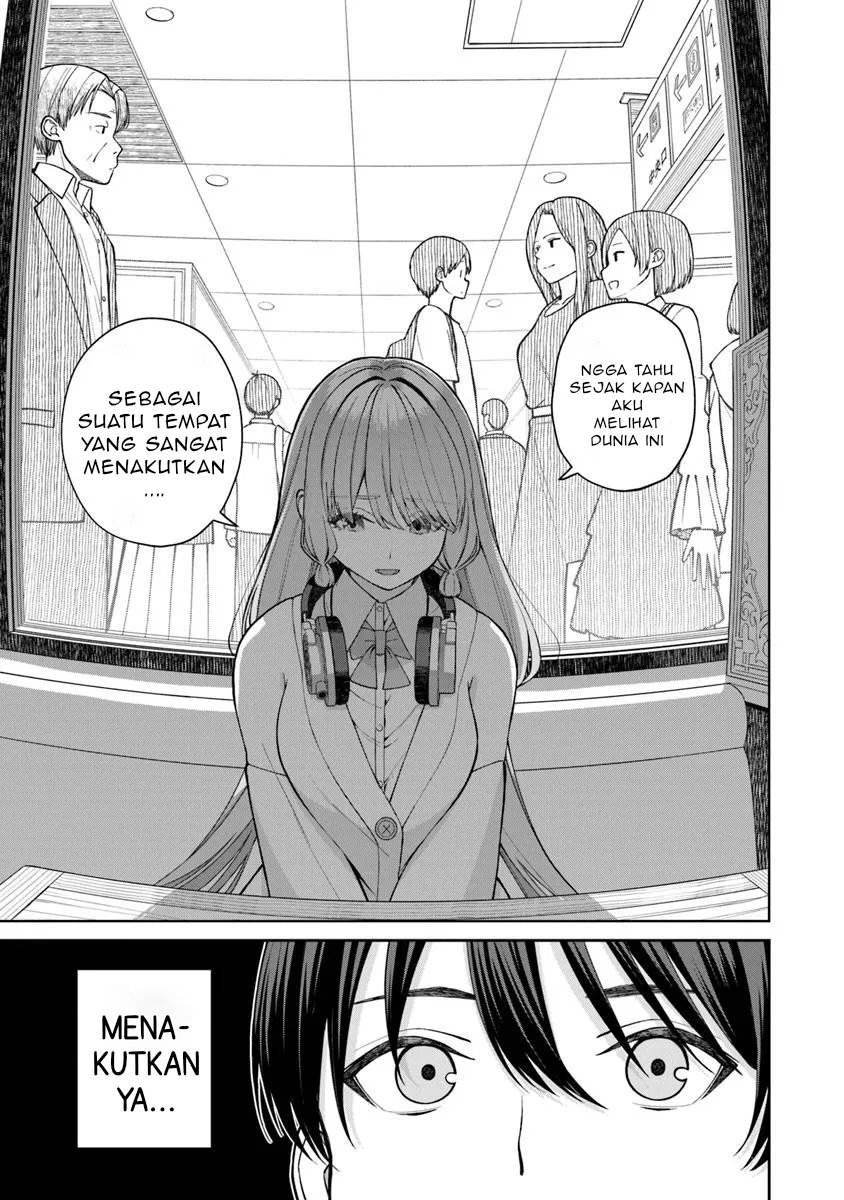 NGGA TAHU
SEJAK KAPAN
AKU
MELIHAT
DUNIA INI
SEBAGAI
SUATU TEMPAT
YANG SANGAT
MENAKUTKAN
....
MENA-
KUTKAN
YA...